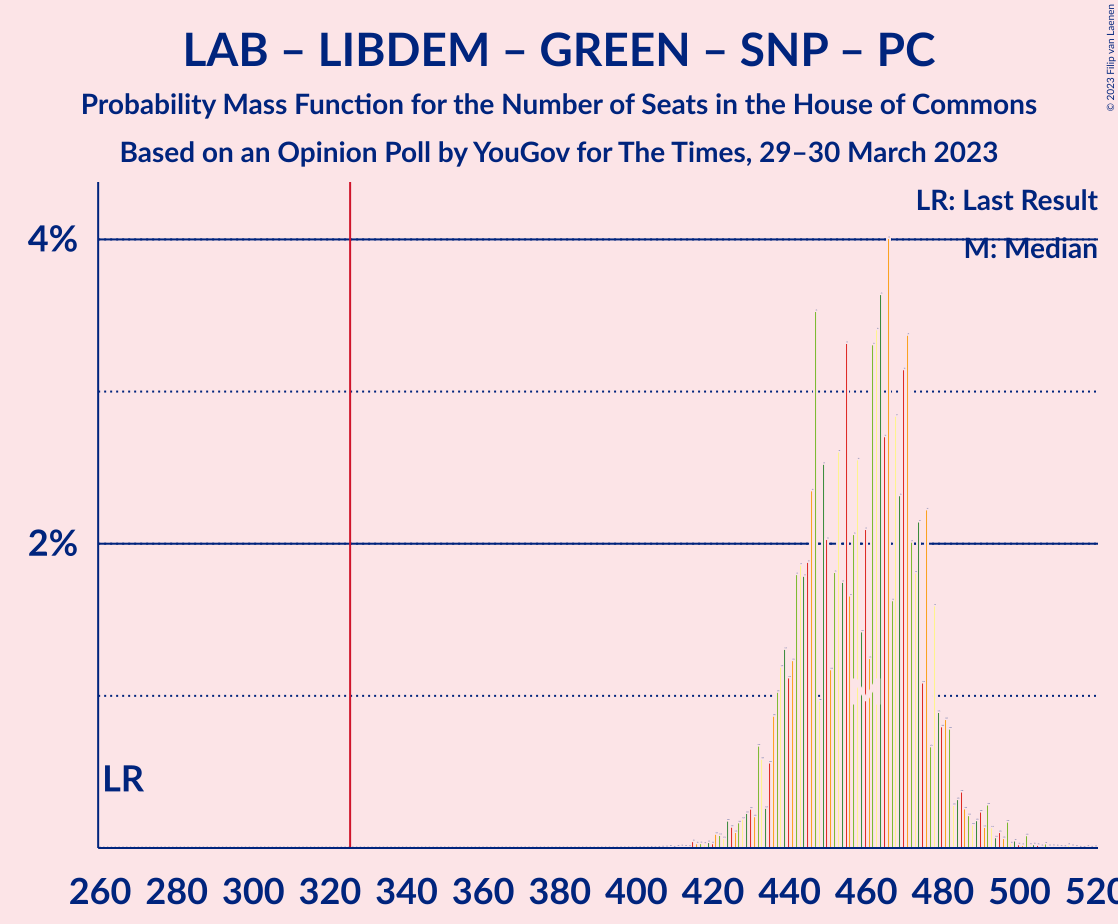 LAB – LIBDEM – GREEN – SNP – PC
Probability Mass Function for the Number of Seats in the House of Commons
Based on an Opinion Poll by YouGov for The Times, 29–30 March 2023
© 2023 Filip van Laenen
LR: Last Result
M: Median
4%
2%
LR
M
260 280 300 320 340 360 380 400 420 440 460 480 500 520